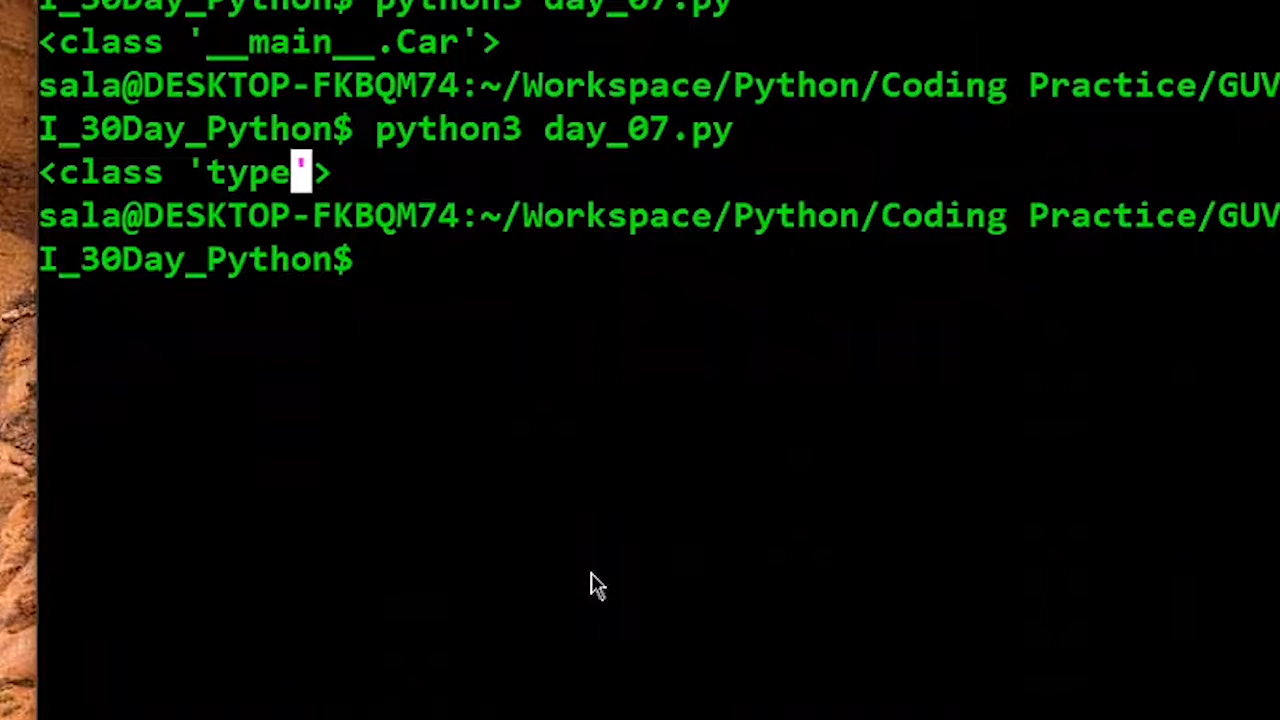 I_30Day_Python$ python3 day_07.py
<class '__main__.Car'>
sala@DESKTOP-FKBQM74:~/Workspace/Python/Coding Practice/GUV
I_30Day_Python$ python3 day_07.py
<class 'type'>
sala@DESKTOP-FKBQM74:~/Workspace/Python/Coding Practice/GUV
I_30Day_Python$